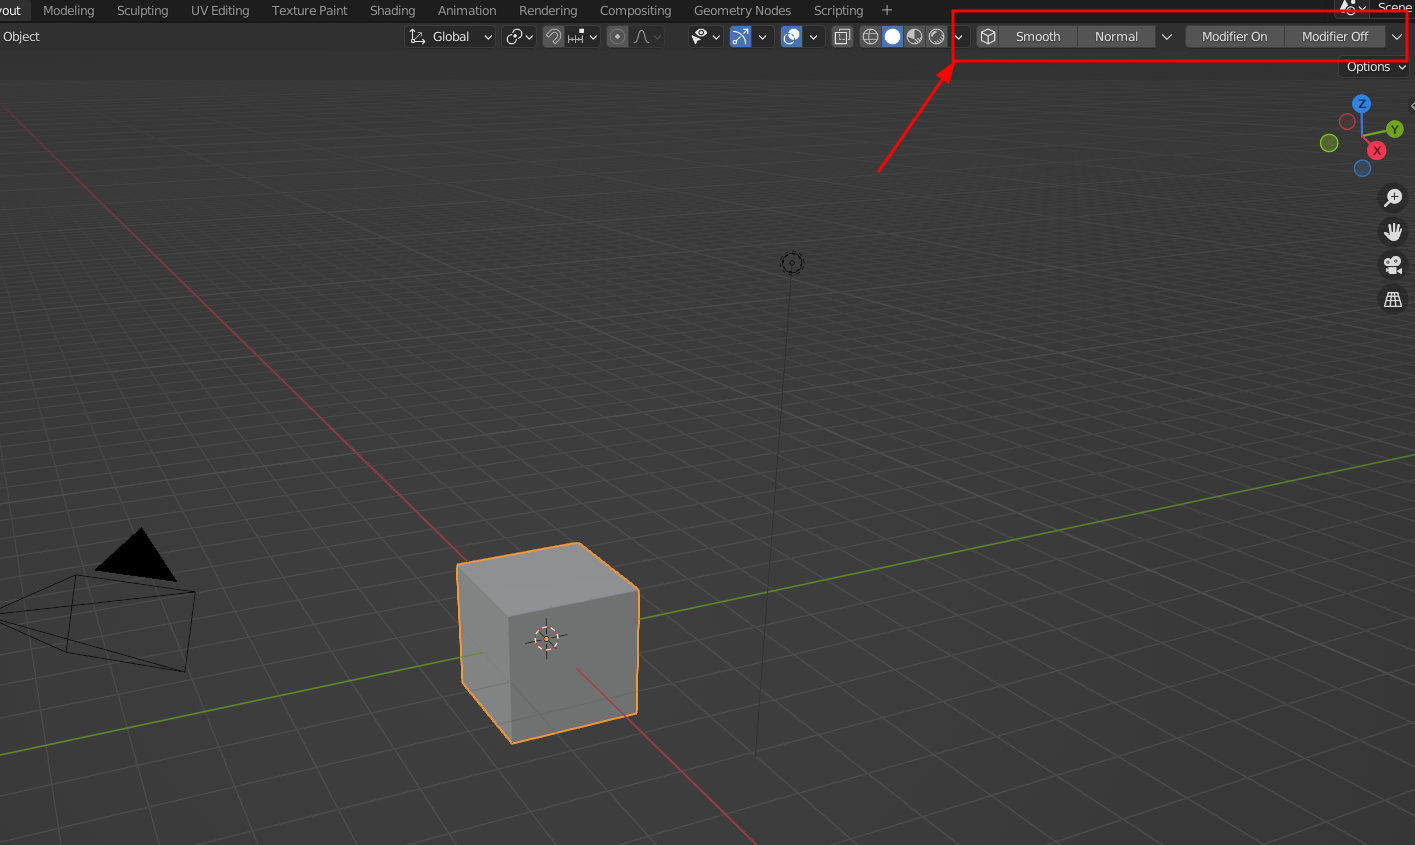 out Modeling Sculpting UV Editing Texture Paint Shading Animation Rendering Compositing Geometry Nodes Scripting + Scene
Object Global Smooth Normal Modifier On Modifier Off
Options
Z
Y
X